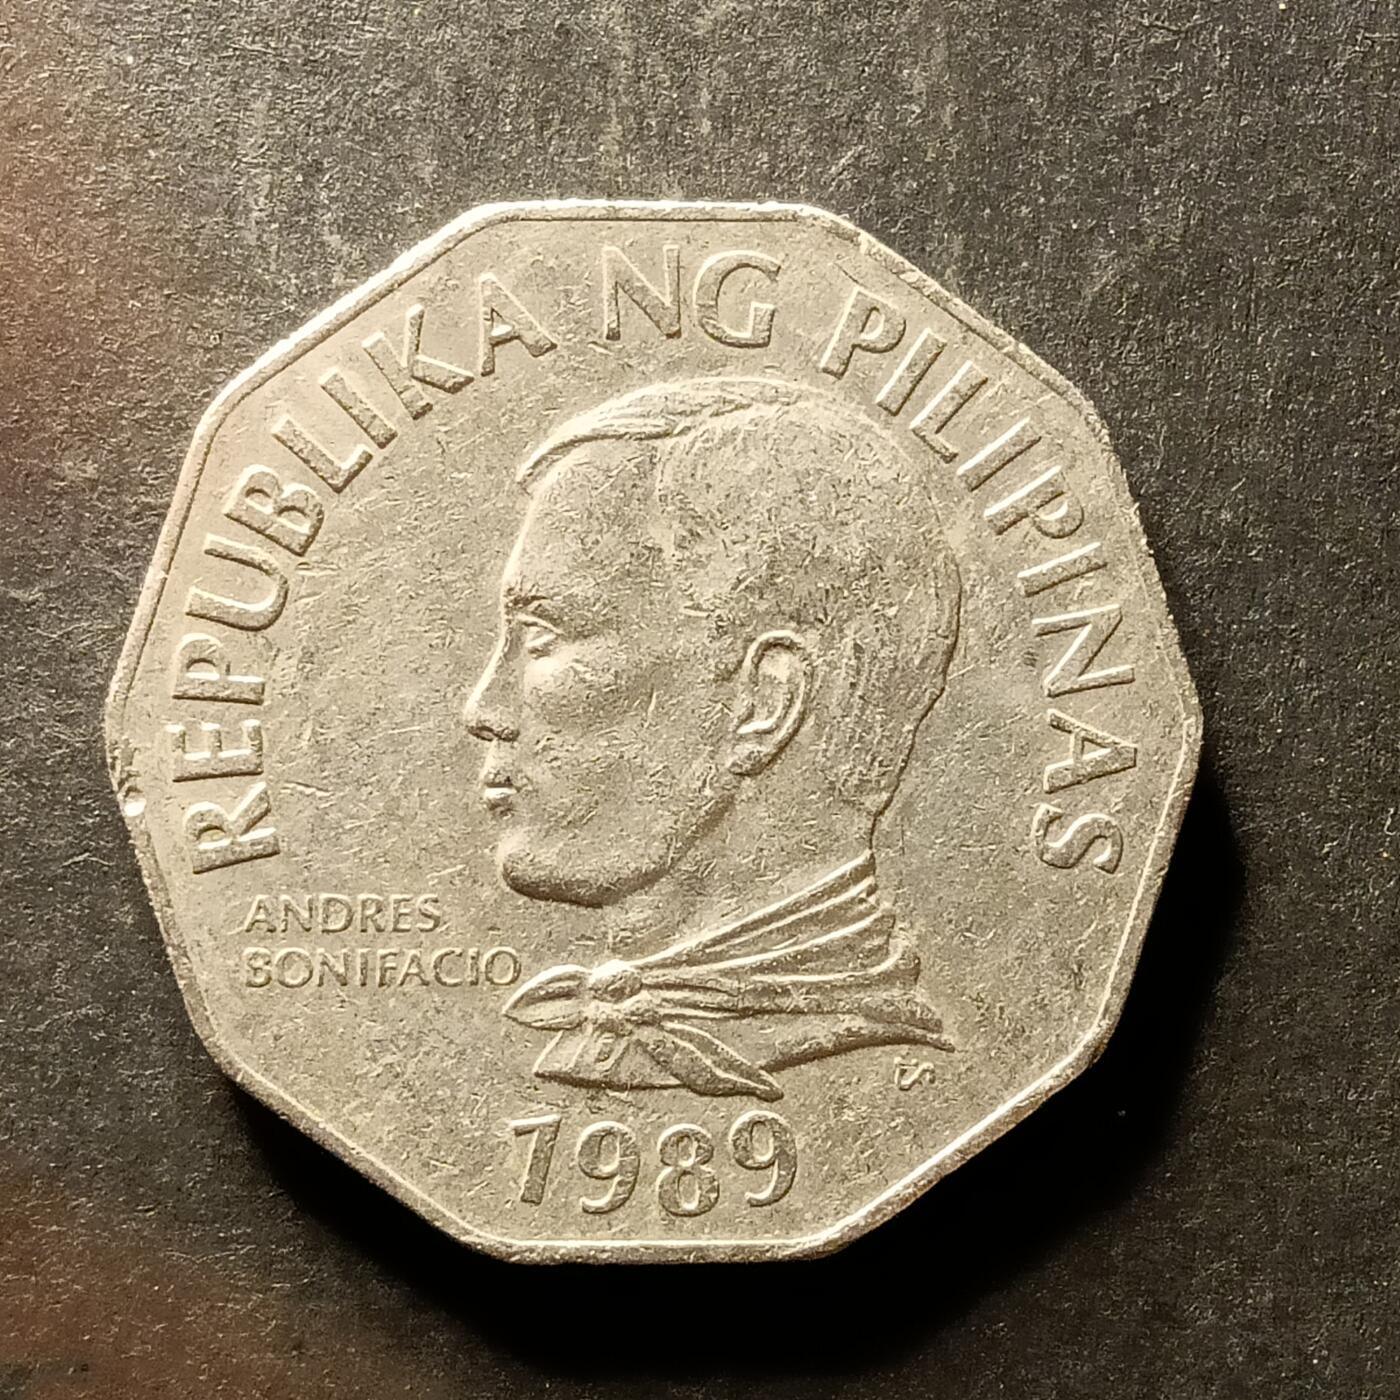 REPUBLIKA NG PILIPINAS
ANDRES
BONIFACIO
1989